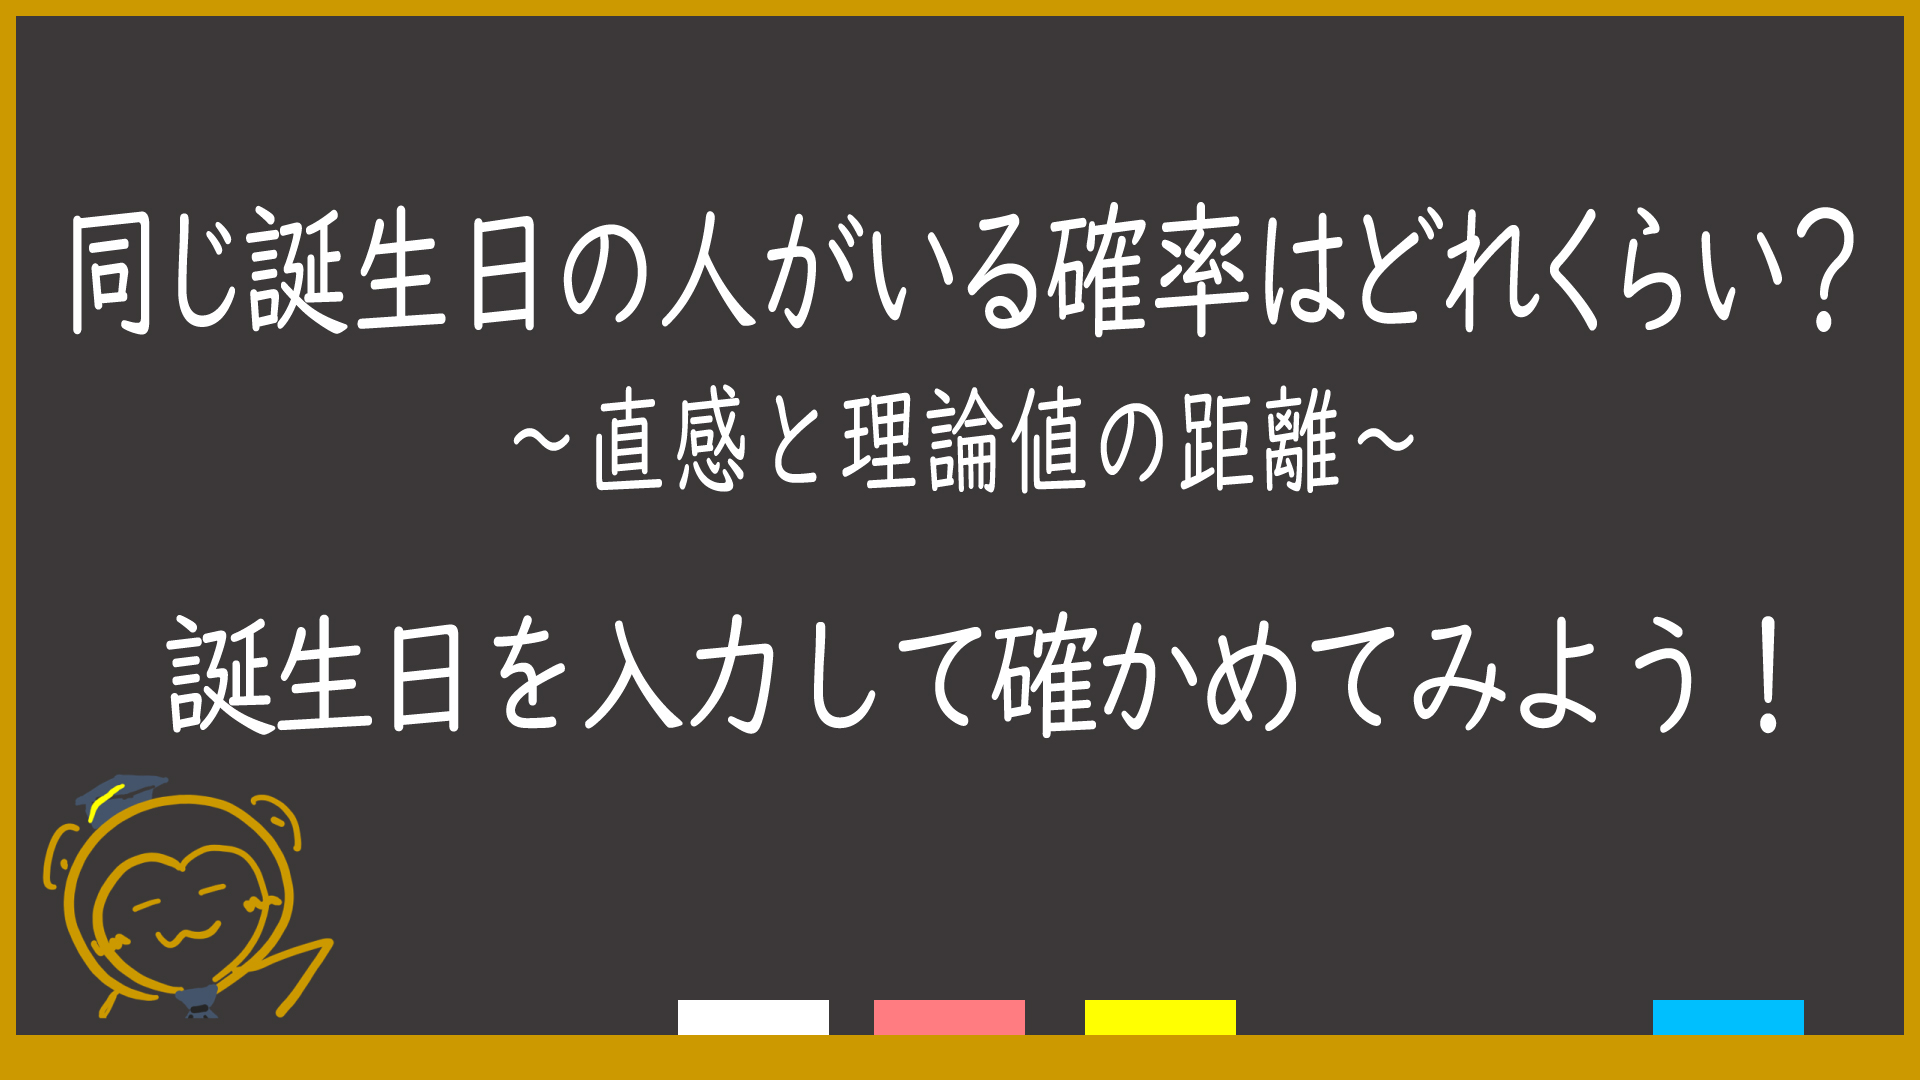 同じ誕生日の人がいる確率はどれくらい？
～直感と理論値の距離～
誕生日を入力して確かめてみよう！